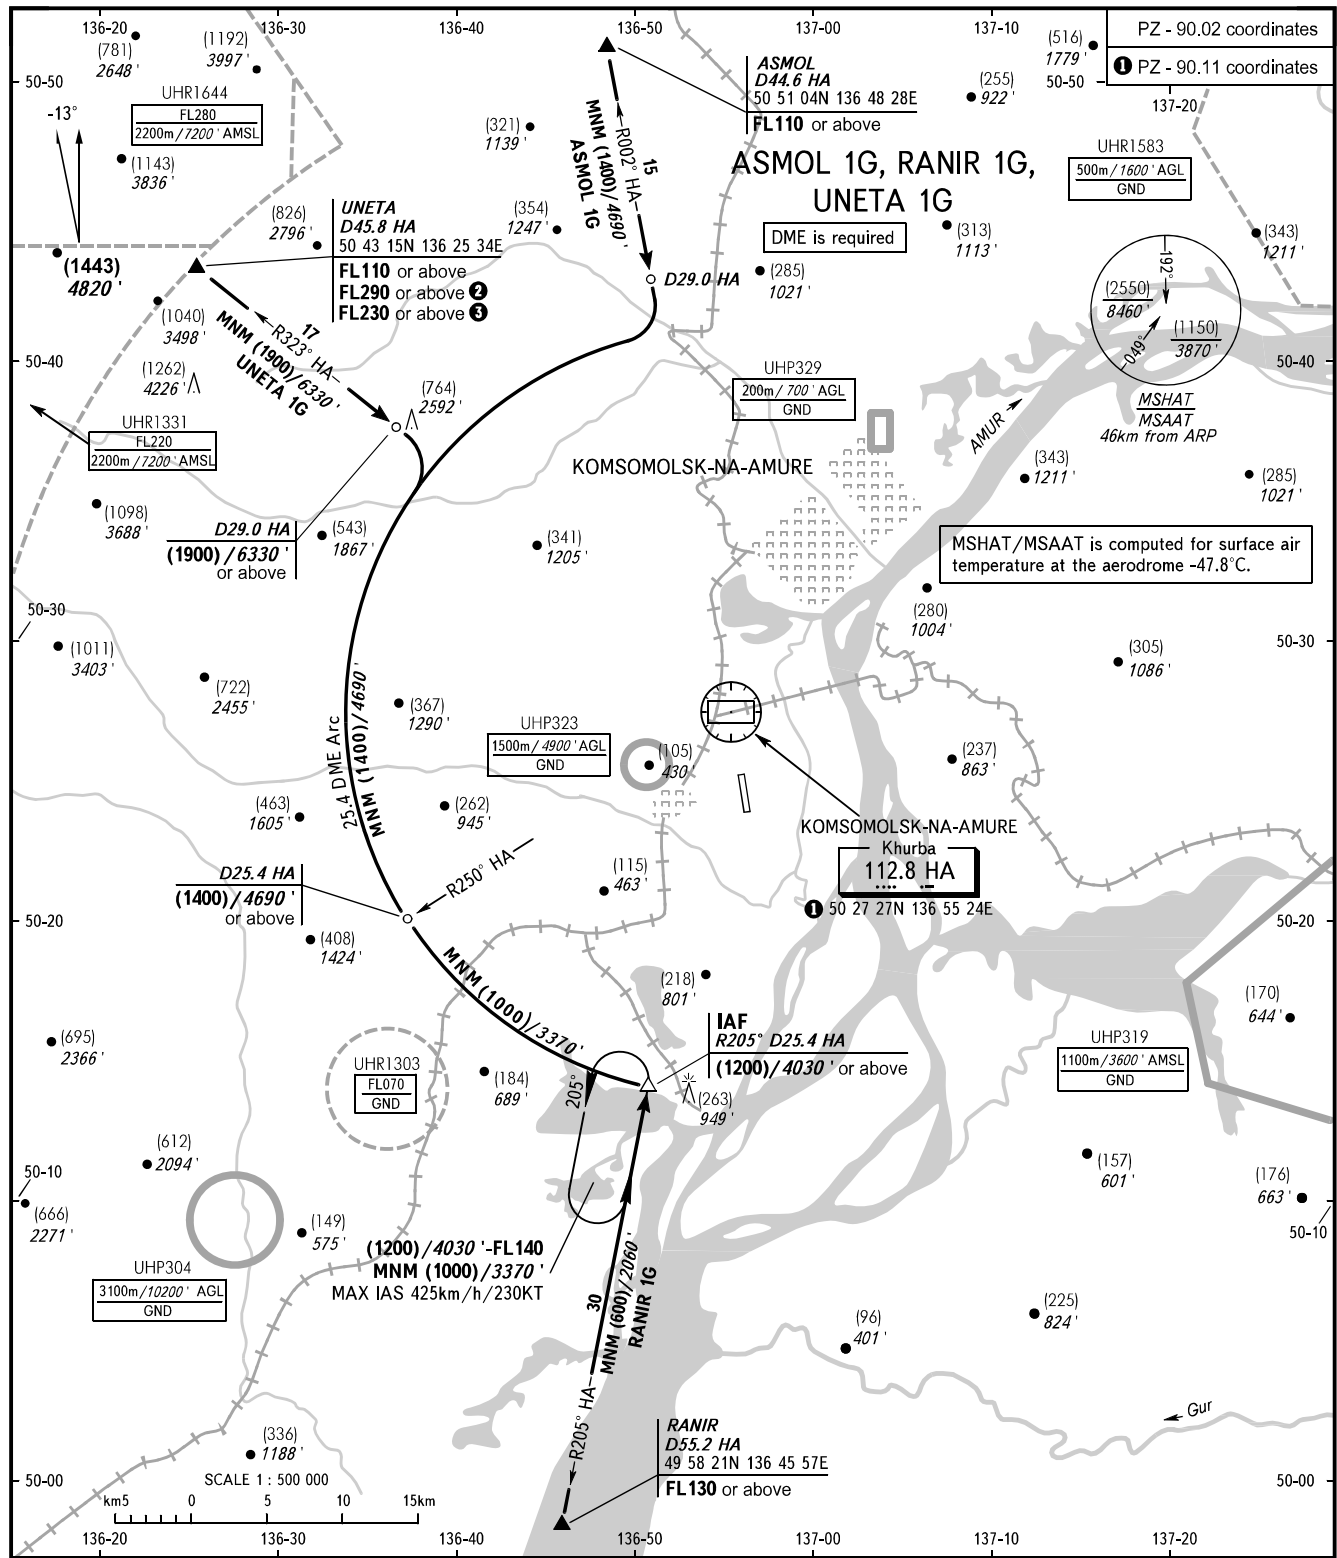 136-20
136-30
136-40
136-50
137-00
137-10
137-20
PZ - 90.02 coordinates
❶ PZ - 90.11 coordinates
(781)
2648 '
(1192)
3997 '
50-50
-13°
UHR1644
FL280
2200m / 7200 ' AMSL
(1143)
3836 '
(321)
1139 '
ASMOL
D44.6 HA
50 51 04N 136 48 28E
FL110 or above
(255)
922 '
(516)
1779 '
50-50
15
R002° HA
MNM (1400)/4690 '
ASMOL 1G
ASMOL 1G, RANIR 1G,
UNETA 1G
DME is required
UHR1583
500m / 1600 ' AGL
GND
(826)
2796 '
UNETA
D45.8 HA
50 43 15N 136 25 34E
FL110 or above
FL290 or above ❷
FL230 or above ❸
(354)
1247 '
(313)
1113 '
(343)
1211 '
(1443)
4820 '
D29.0 HA
(285)
1021 '
192°
(2550)
8460 '
(1150)
3870 '
049°
MSHAT
MSAAT
46km from ARP
(1040)
3498 '
17
R323° HA
MNM (1900)/6330 '
UNETA 1G
50-40
50-40
(1262)
4226 '
(764)
2592 '
UHP329
200m / 700 ' AGL
GND
UHR1331
FL220
2200m / 7200 ' AMSL
AMUR
KOMSOMOLSK-NA-AMURE
(343)
1211 '
(285)
1021 '
(1098)
3688 '
D29.0 HA
(1900) / 6330 '
or above
(543)
1867 '
(341)
1205 '
MSHAT/MSAAT is computed for surface air
temperature at the aerodrome -47.8°C.
50-30
(280)
1004 '
50-30
(1011)
3403 '
(305)
1086 '
(722)
2455 '
(367)
1290 '
25.4 DME Arc
MNM (1400)/4690 '
UHP323
1500m / 4900 ' AGL
GND
(105)
430 '
(237)
863 '
(463)
1605 '
(262)
945 '
KOMSOMOLSK-NA-AMURE
Khurba
112.8 HA
❶ 50 27 27N 136 55 24E
D25.4 HA
(1400)/4690 '
or above
R250° HA
(115)
463 '
50-20
50-20
(408)
1424 '
MNM (1000)/3370 '
(218)
801 '
(170)
644 '
IAF
R205° D25.4 HA
(1200) / 4030 ' or above
(695)
2366 '
UHR1303
FL070
GND
(184)
689 '
205°
(263)
949 '
UHP319
1100m /3600 ' AMSL
GND
(612)
2094 '
50-10
(157)
601 '
(176)
663 '
(666)
2271 '
(149)
575 '
50-10
(1200) / 4030 '-FL140
MNM (1000) / 3370 '
MAX IAS 425km/h/230KT
UHP304
3100m /10200 ' AGL
GND
30
MNM (600)/2060 '
RANIR 1G
(225)
824 '
(96)
401 '
R205° HA
Gur
RANIR
D55.2 HA
49 58 21N 136 45 57E
FL130 or above
(336)
1188 '
50-00
50-00
SCALE 1 : 500 000
km5 0 5 10 15km
136-20
136-30
136-40
136-50
137-00
137-10
137-20